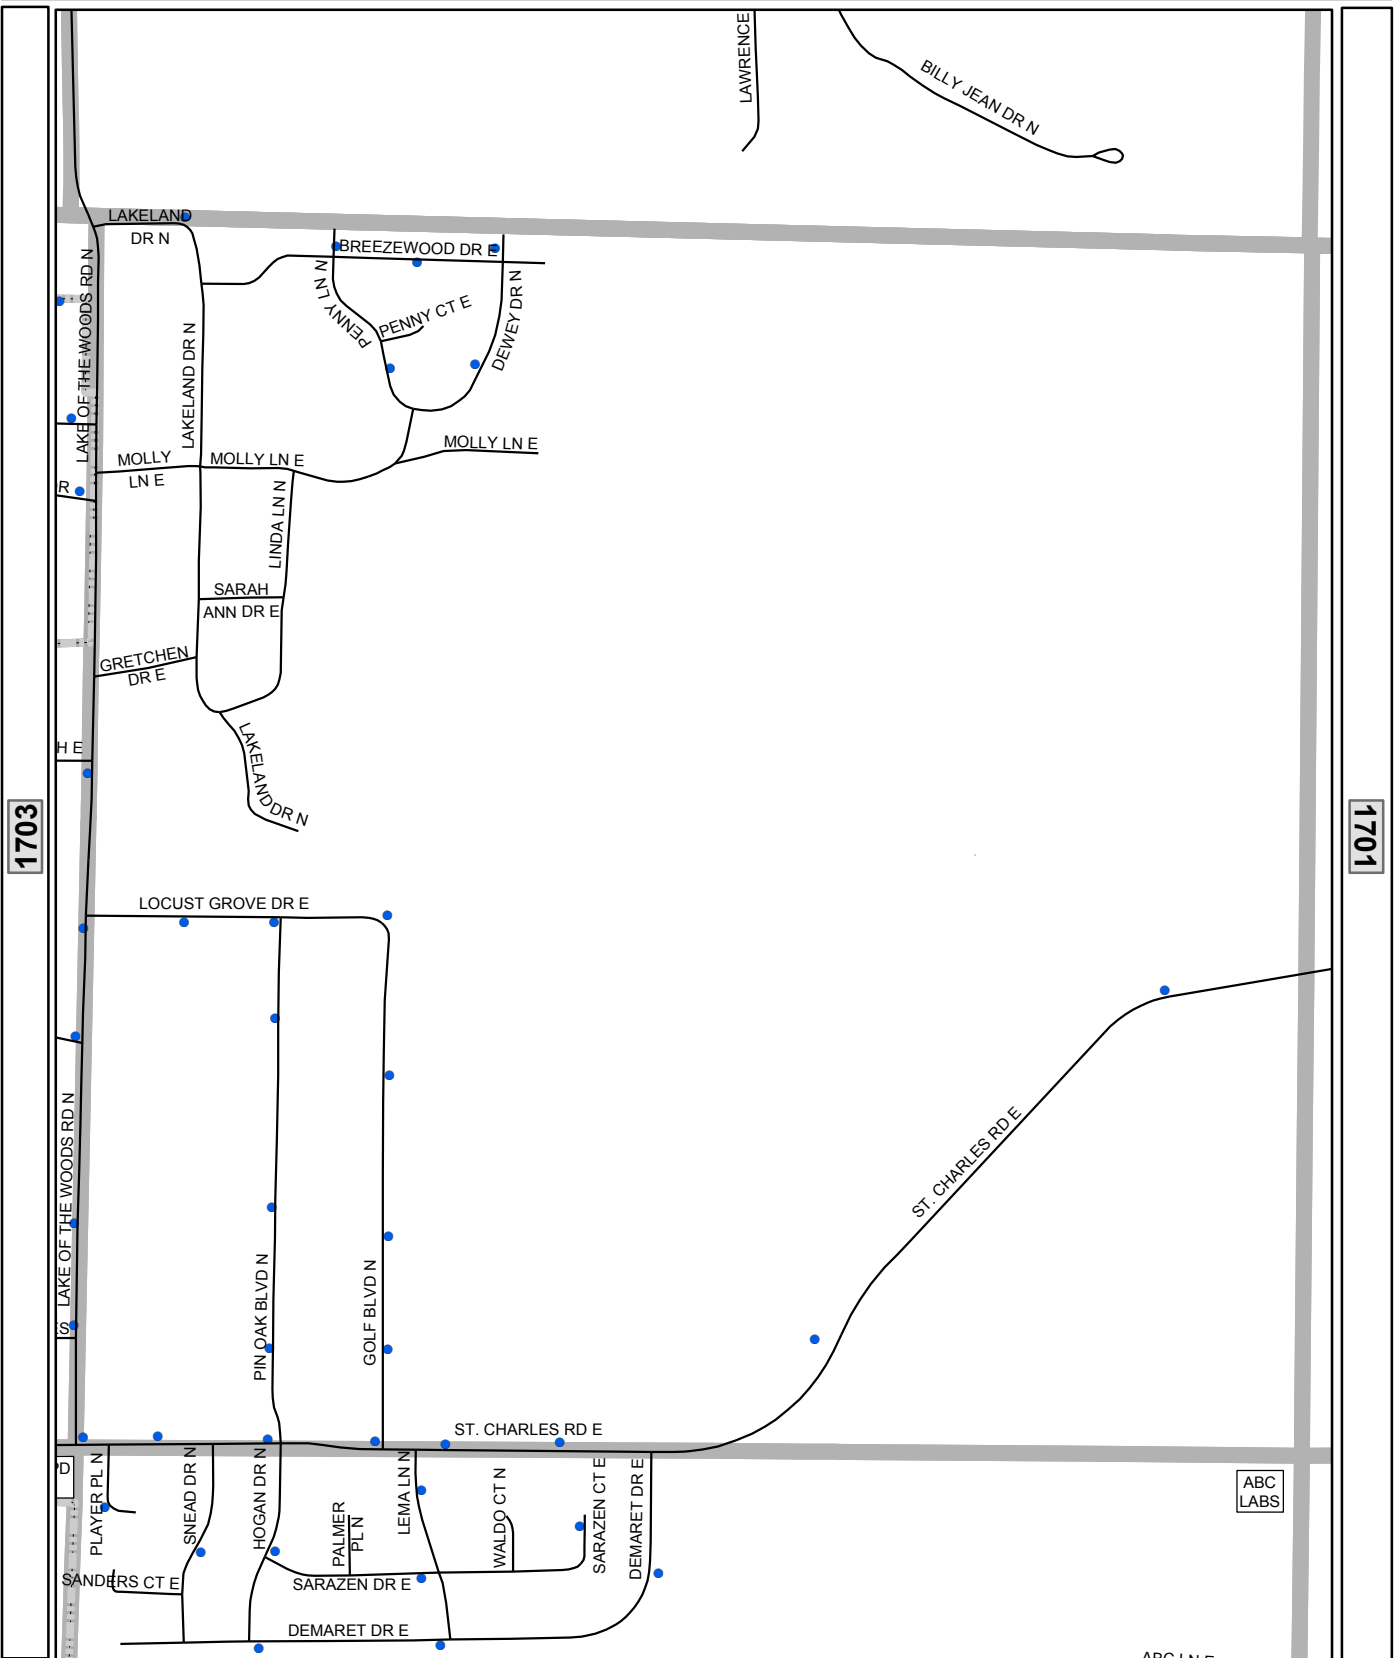 LAWRENCE
BILLY JEAN DR N
LAKELAND
DR N
BREEZEWOOD DR E
LAKE OF THE WOODS RD N
PENNY LN N
PENNY CT E
DEWEY DR N
LAKELAND DR N
MOLLY
LN E
MOLLY LN E
MOLLY LN E
R
LINDA LN N
SARAH
ANN DR E
GRETCHEN
DR E
LAKELAND DR N
H E
1703
1701
LOCUST GROVE DR E
LAKE OF THE WOODS RD N
ST. CHARLES RD E
PIN OAK BLVD N
GOLF BLVD N
ES
ST. CHARLES RD E
PD
PLAYER PL N
SNEAD DR N
HOGAN DR N
PALMER
PL N
LEMA LN N
WALDO CT N
SARAZEN CT E
DEMARET DR E
ABC
LABS
SANDERS CT E
SARAZEN DR E
DEMARET DR E
ABC LN E